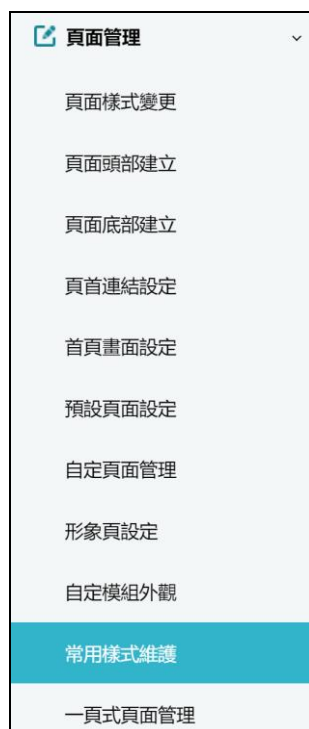 頁面管理
頁面樣式變更
頁面頭部建立
頁面底部建立
頁首連結設定
首頁畫面設定
預設頁面設定
自定頁面管理
形象頁設定
自定模組外觀
常用樣式維護
一頁式頁面管理